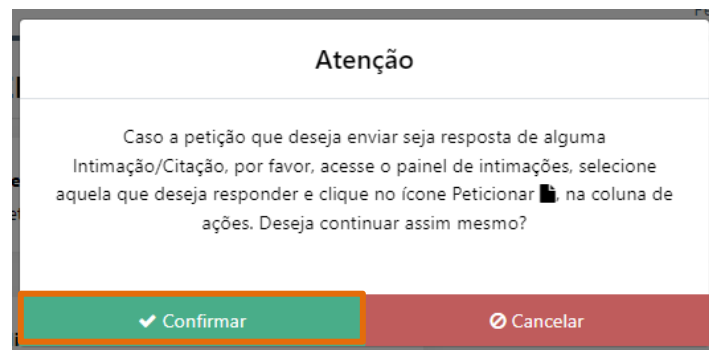 Atenção
Caso a petição que deseja enviar seja resposta de alguma
Intimação/Citação, por favor, acesse o painel de intimações, selecione
aquela que deseja responder e clique no ícone Peticionar , na coluna de
ações. Deseja continuar assim mesmo?
Confirmar
Cancelar